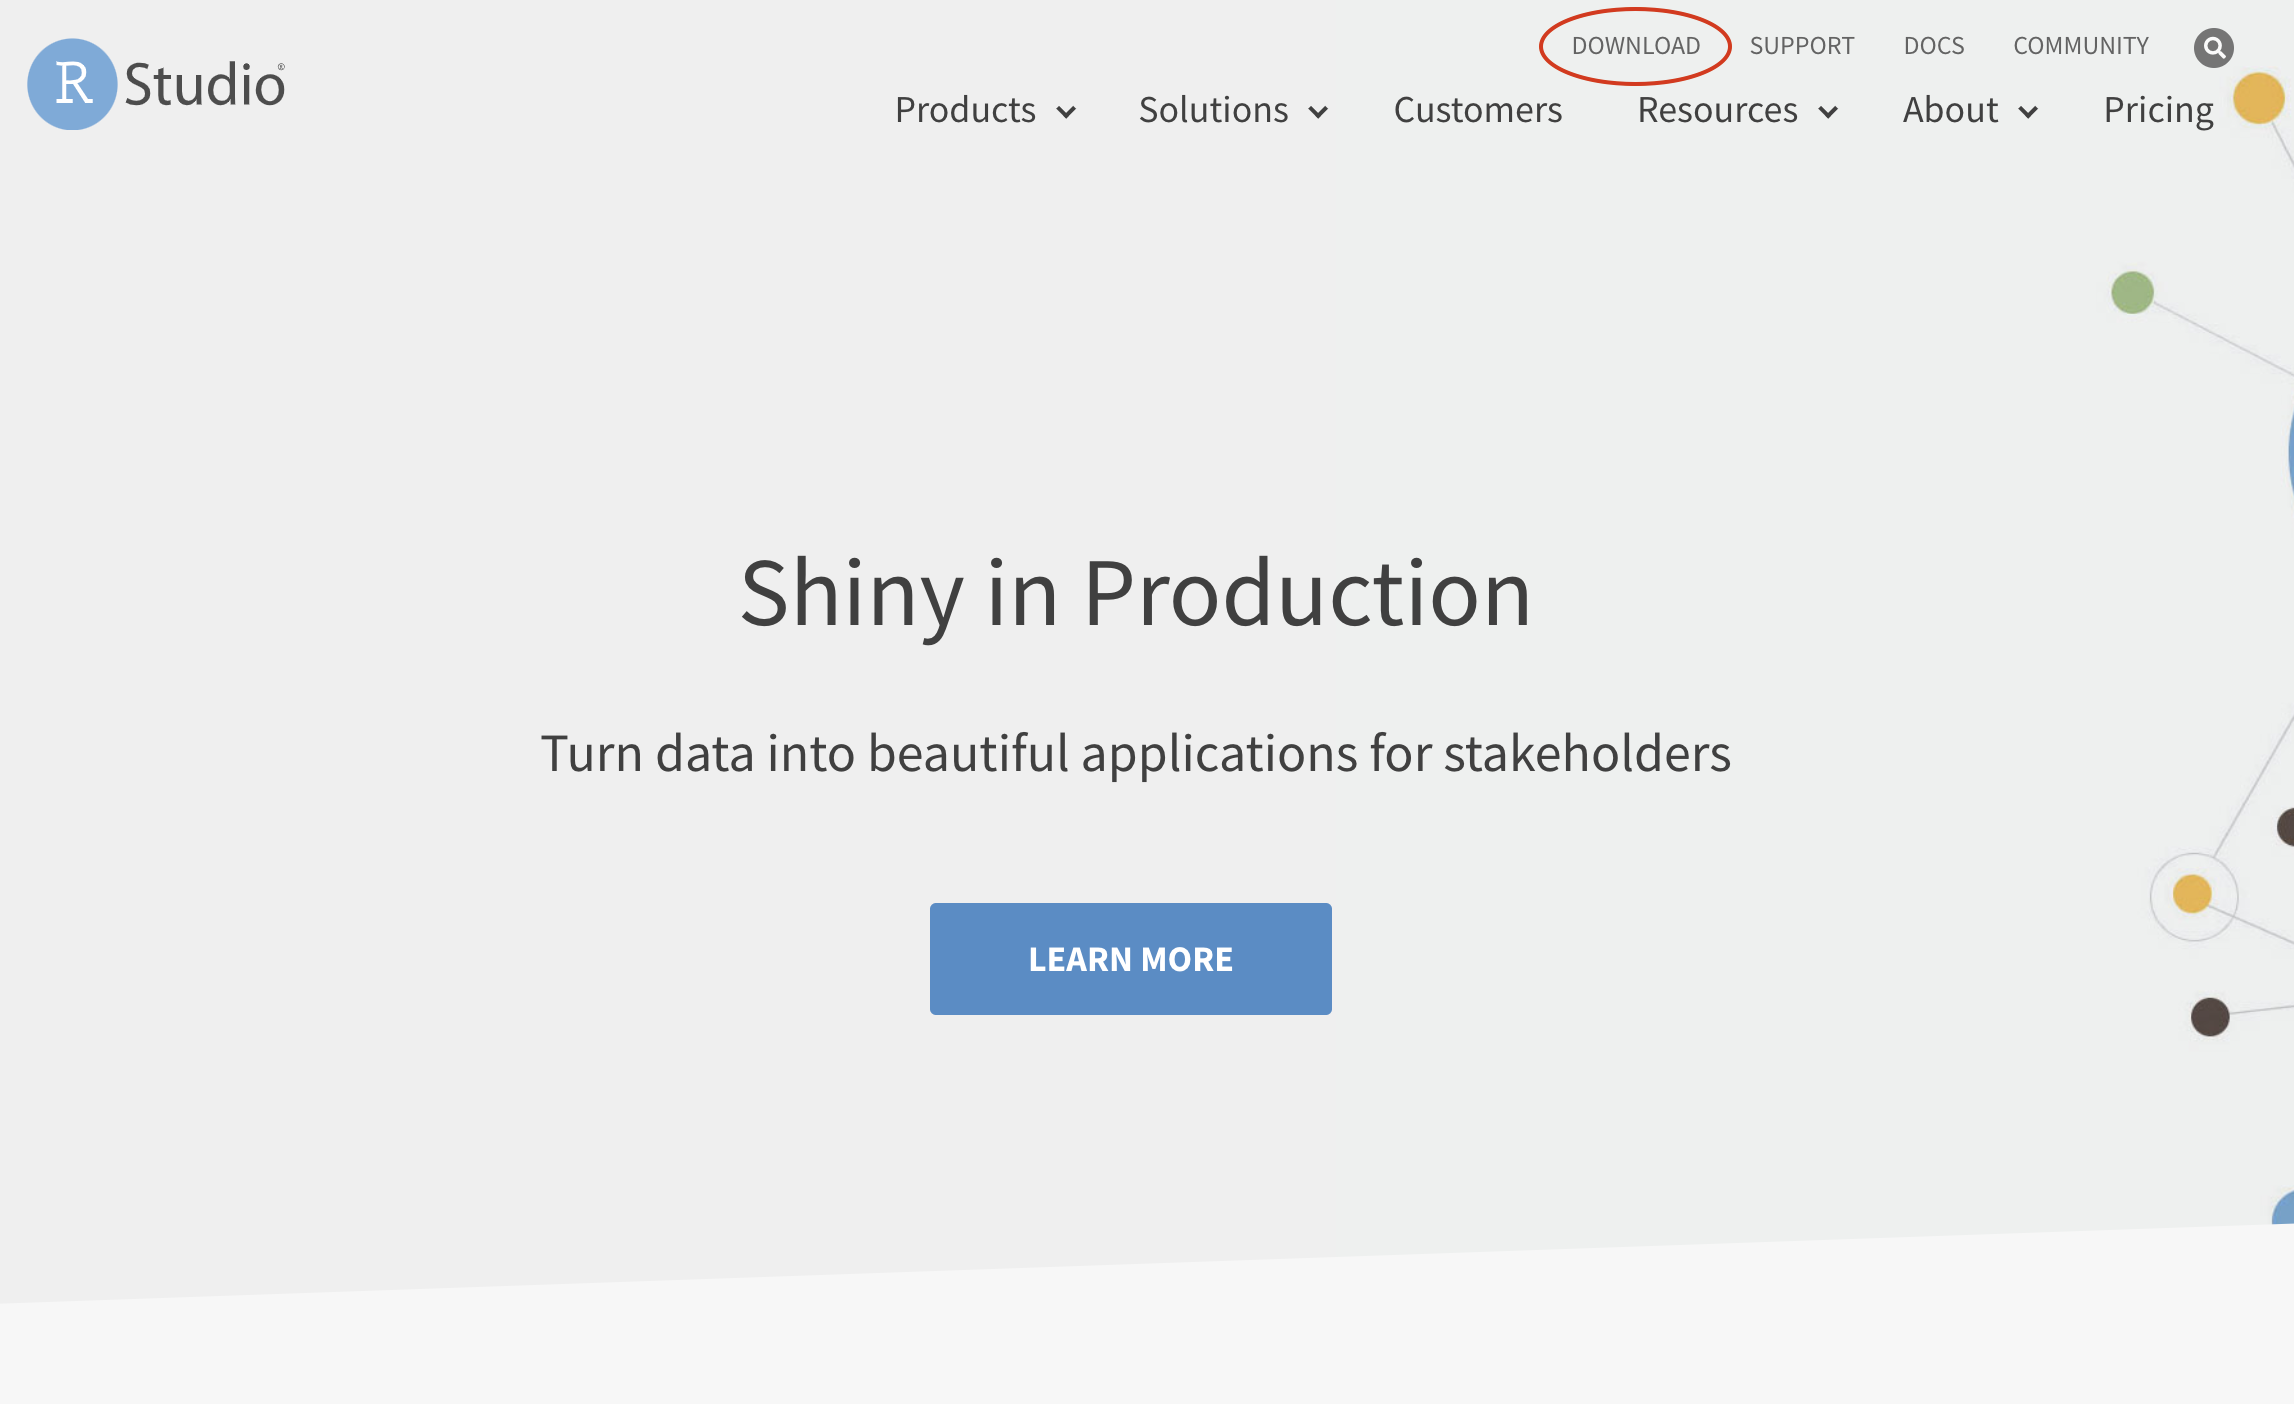 R Studio®
DOWNLOAD SUPPORT DOCS COMMUNITY
Products Solutions Customers Resources About Pricing
Shiny in Production
Turn data into beautiful applications for stakeholders
LEARN MORE